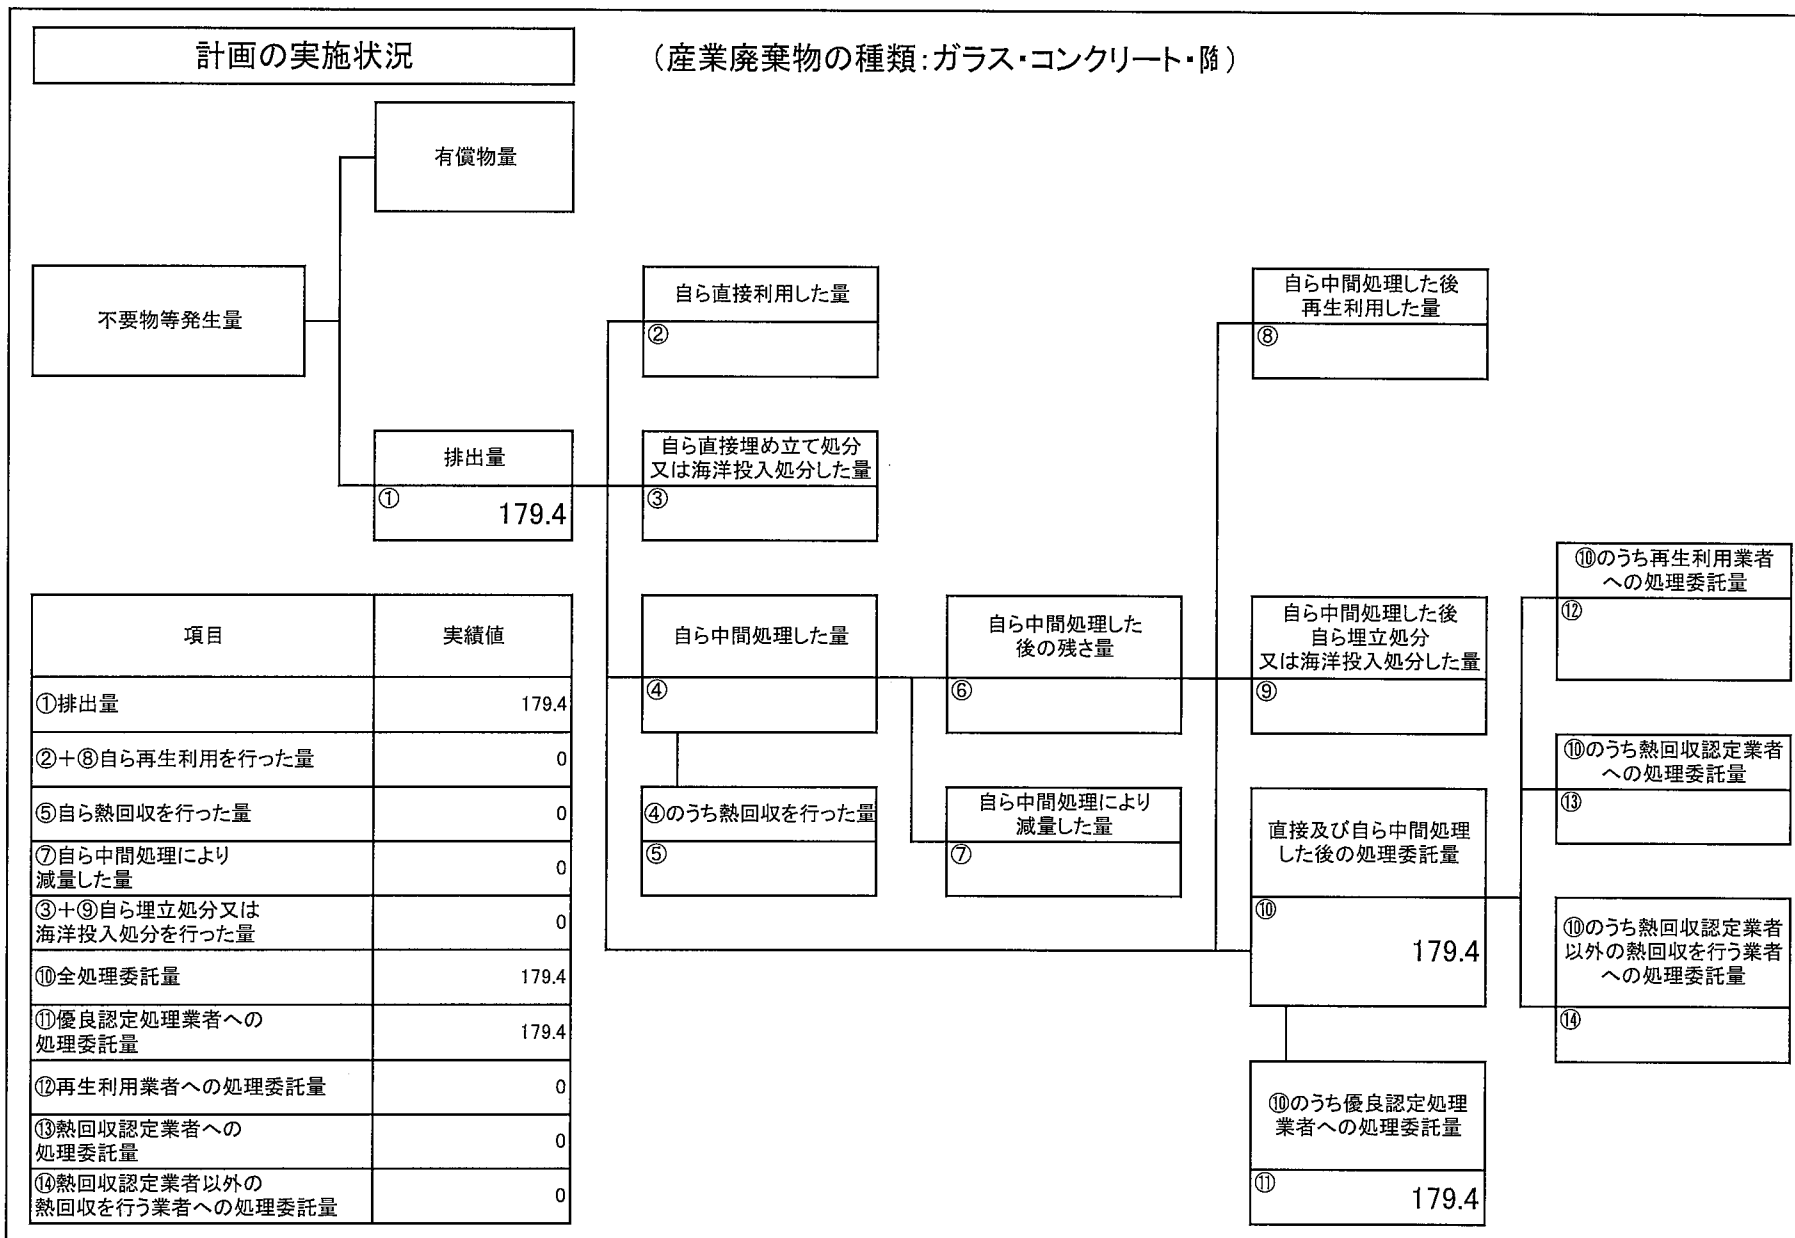 計画の実施状況
(産業廃棄物の種類:ガラス・コンクリート・陶)
有償物量
不要物等発生量
排出量
①
179.4
自ら直接利用した量
②
自ら直接埋め立て処分
又は海洋投入処分した量
③
自ら中間処理した量
④
④のうち熱回収を行った量
⑤
自ら中間処理した
後の残さ量
⑥
自ら中間処理により
減量した量
⑦
自ら中間処理した後
再生利用した量
⑧
自ら中間処理した後
自ら埋立処分
又は海洋投入処分した量
⑨
直接及び自ら中間処理
した後の処理委託量
⑩
179.4
⑩のうち優良認定処理
業者への処理委託量
⑪
179.4
⑩のうち再生利用業者
への処理委託量
⑫
⑩のうち熱回収認定業者
への処理委託量
⑬
⑩のうち熱回収認定業者
以外の熱回収を行う業者
への処理委託量
⑭
項目 実績値
①排出量 179.4
②+⑧自ら再生利用を行った量 0
⑤自ら熱回収を行った量 0
⑦自ら中間処理により
減量した量 0
③+⑨自ら埋立処分又は
海洋投入処分を行った量 0
⑩全処理委託量 179.4
⑪優良認定処理業者への
処理委託量 179.4
⑫再生利用業者への処理委託量 0
⑬熱回収認定業者への
処理委託量 0
⑭熱回収認定業者以外の
熱回収を行う業者への処理委託量 0